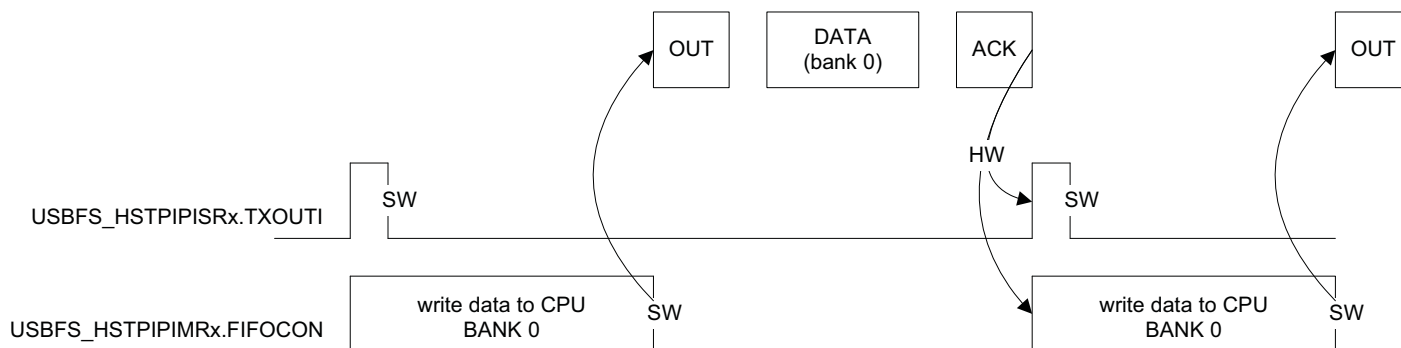 OUT
DATA
(bank 0)
ACK
OUT
HW
SW
SW
USBFS_HSTPIPISRx.TXOUTI
write data to CPU
BANK 0
SW
write data to CPU
BANK 0
SW
USBFS_HSTPIPIMRx.FIFOCON